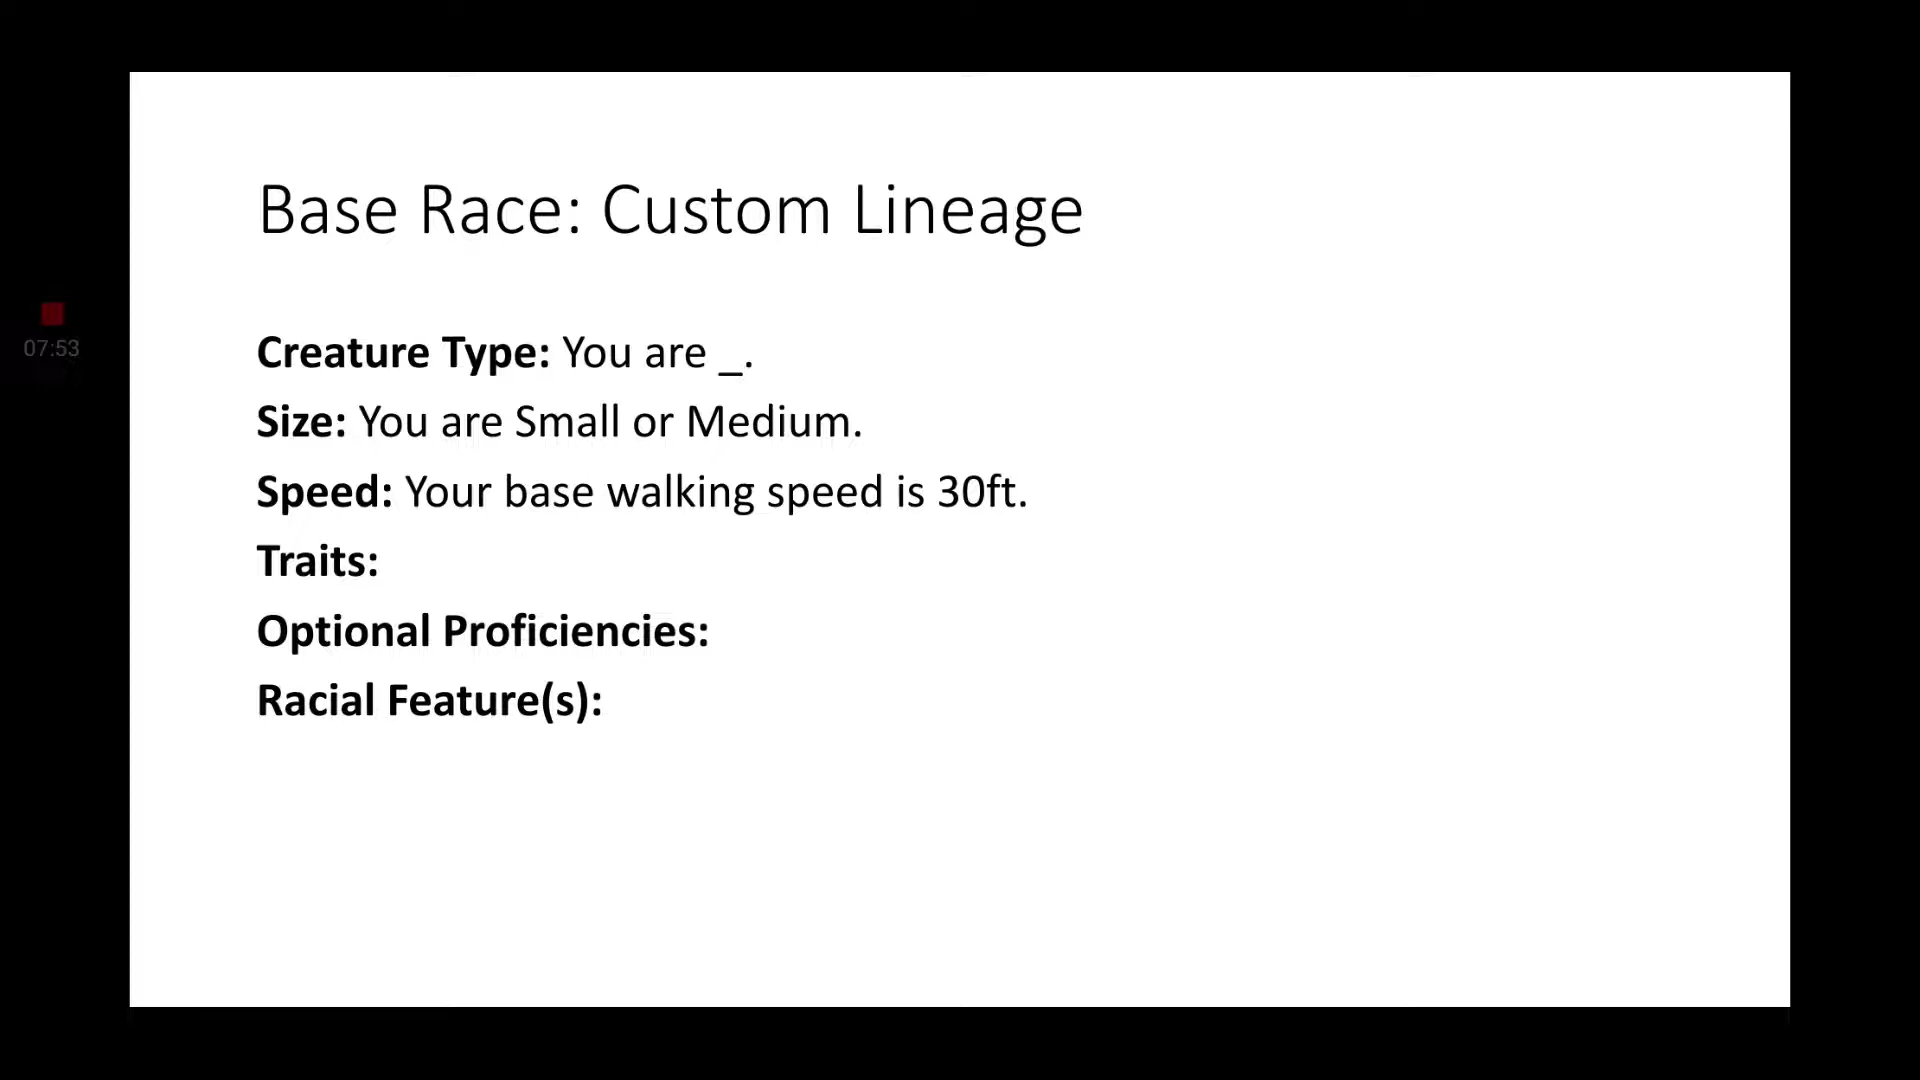 Base Race: Custom Lineage
07:53
Creature Type: You are _.
Size: You are Small or Medium.
Speed: Your base walking speed is 30ft.
Traits:
Optional Proficiencies:
Racial Feature(s):